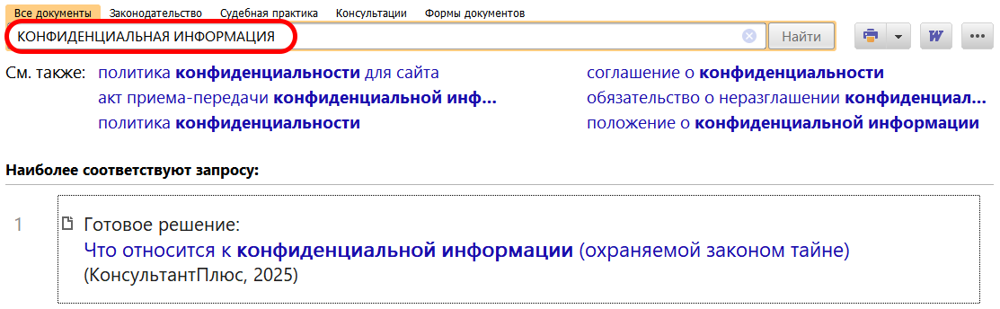 Все документы Законодательство Судебная практика Консультации Формы документов
КОНФИДЕНЦИАЛЬНАЯ ИНФОРМАЦИЯ Найти W
См. также: политика конфиденциальности для сайта соглашение о конфиденциальности
акт приема-передачи конфиденциальной инф... обязательство о неразглашении конфиденциал...
политика конфиденциальности положение о конфиденциальной информации
Наиболее соответствуют запросу:
1 Готовое решение:
Что относится к конфиденциальной информации (охраняемой законом тайне)
(КонсультантПлюс, 2025)